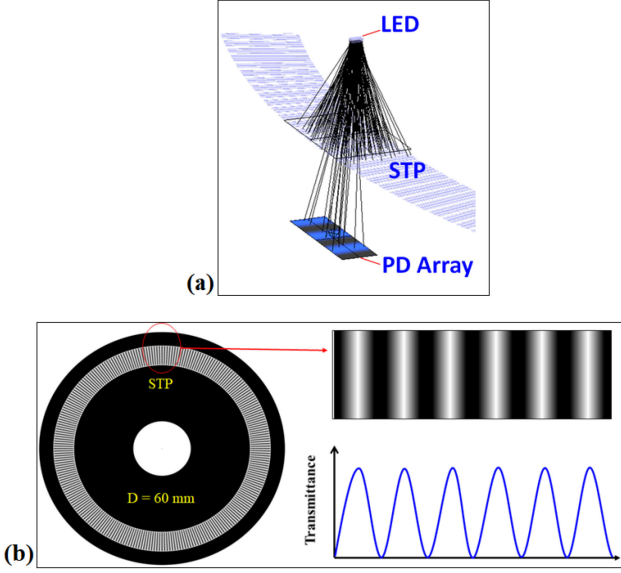 LED
STP
PD Array
(a)
STP
D = 60 mm
Transmittance
(b)